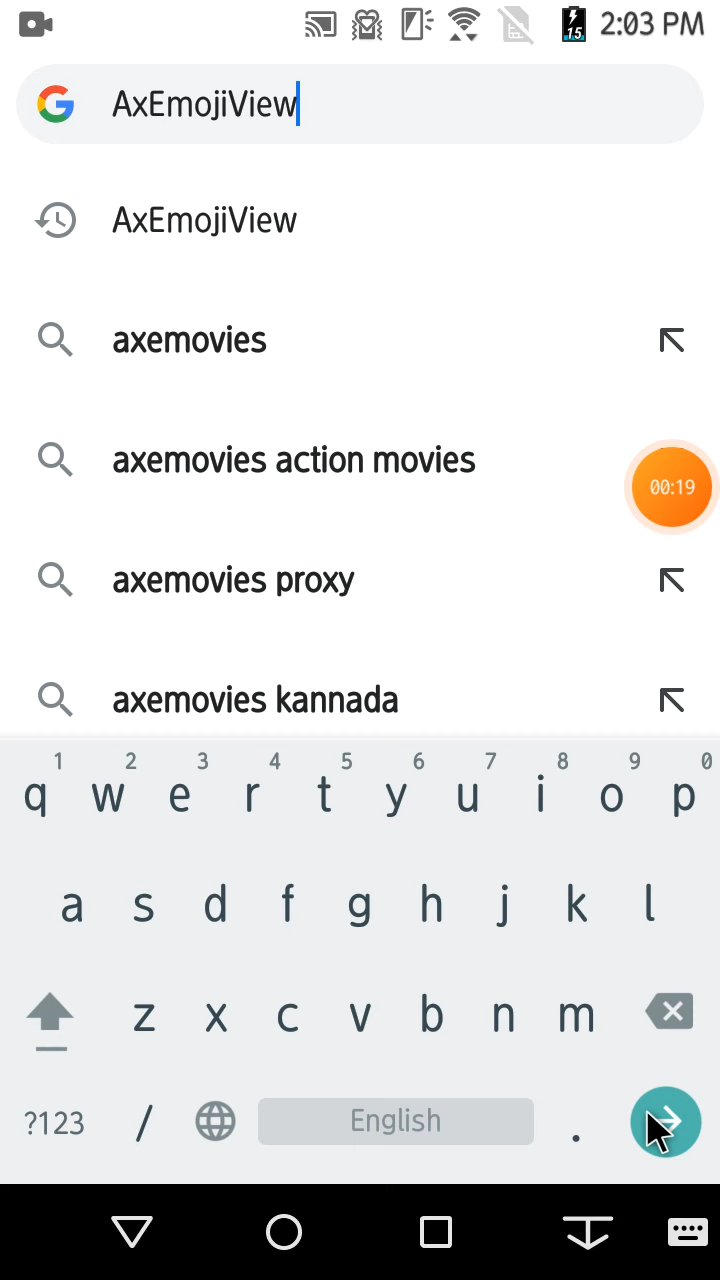 15 2:03 PM
AxEmojiView
AxEmojiView
axemovies
axemovies action movies
00:19
axemovies proxy
axemovies kannada
1 2 3 4 5 6 7 8 9 0
q w e r t y u i o p
a s d f g h j k l
z x c v b n m
?123 / English .